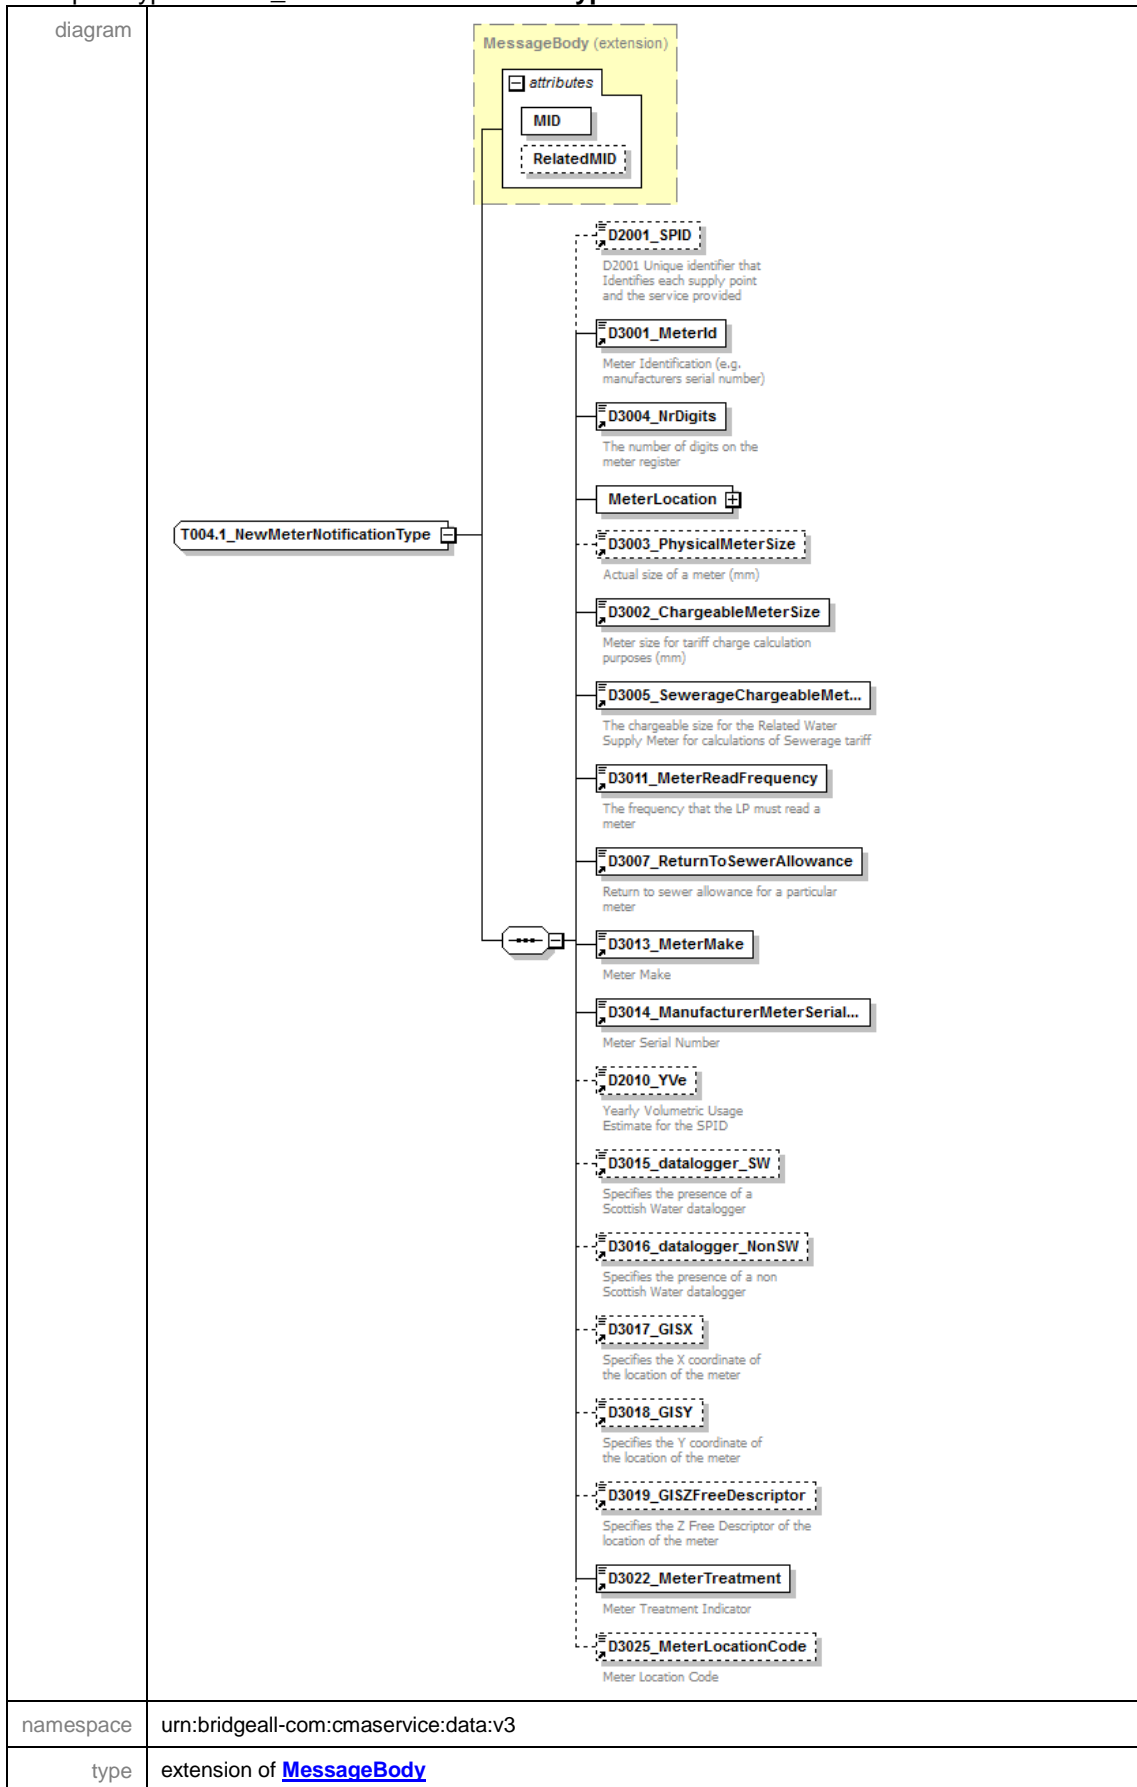 diagram
MessageBody (extension)
attributes
MID
RelatedMID
D2001_SPID
D2001 Unique identifier that
Identifies each supply point
and the service provided
D3001_MeterId
Meter Identification (e.g.
manufacturers serial number)
D3004_NrDigits
The number of digits on the
meter register
MeterLocation
T004.1_NewMeterNotificationType
D3003_PhysicalMeterSize
Actual size of a meter (mm)
D3002_ChargeableMeterSize
Meter size for tariff charge calculation
purposes (mm)
D3005_SewerageChargeableMet...
The chargeable size for the Related Water
Supply Meter for calculations of Sewerage tariff
D3011_MeterReadFrequency
The frequency that the LP must read a
meter
D3007_ReturnToSewerAllowance
Return to sewer allowance for a particular
meter
D3013_MeterMake
Meter Make
D3014_ManufacturerMeterSerial...
Meter Serial Number
D2010_YVe
Yearly Volumetric Usage
Estimate for the SPID
D3015_datalogger_SW
Specifies the presence of a
Scottish Water datalogger
D3016_datalogger_NonSW
Specifies the presence of a non
Scottish Water datalogger
D3017_GISX
Specifies the X coordinate of
the location of the meter
D3018_GISY
Specifies the Y coordinate of
the location of the meter
D3019_GISZFreeDescriptor
Specifies the Z Free Descriptor of the
location of the meter
D3022_MeterTreatment
Meter Treatment Indicator
D3025_MeterLocationCode
Meter Location Code
namespace urn:bridgeall-com:cmaservice:data:v3
type extension of MessageBody